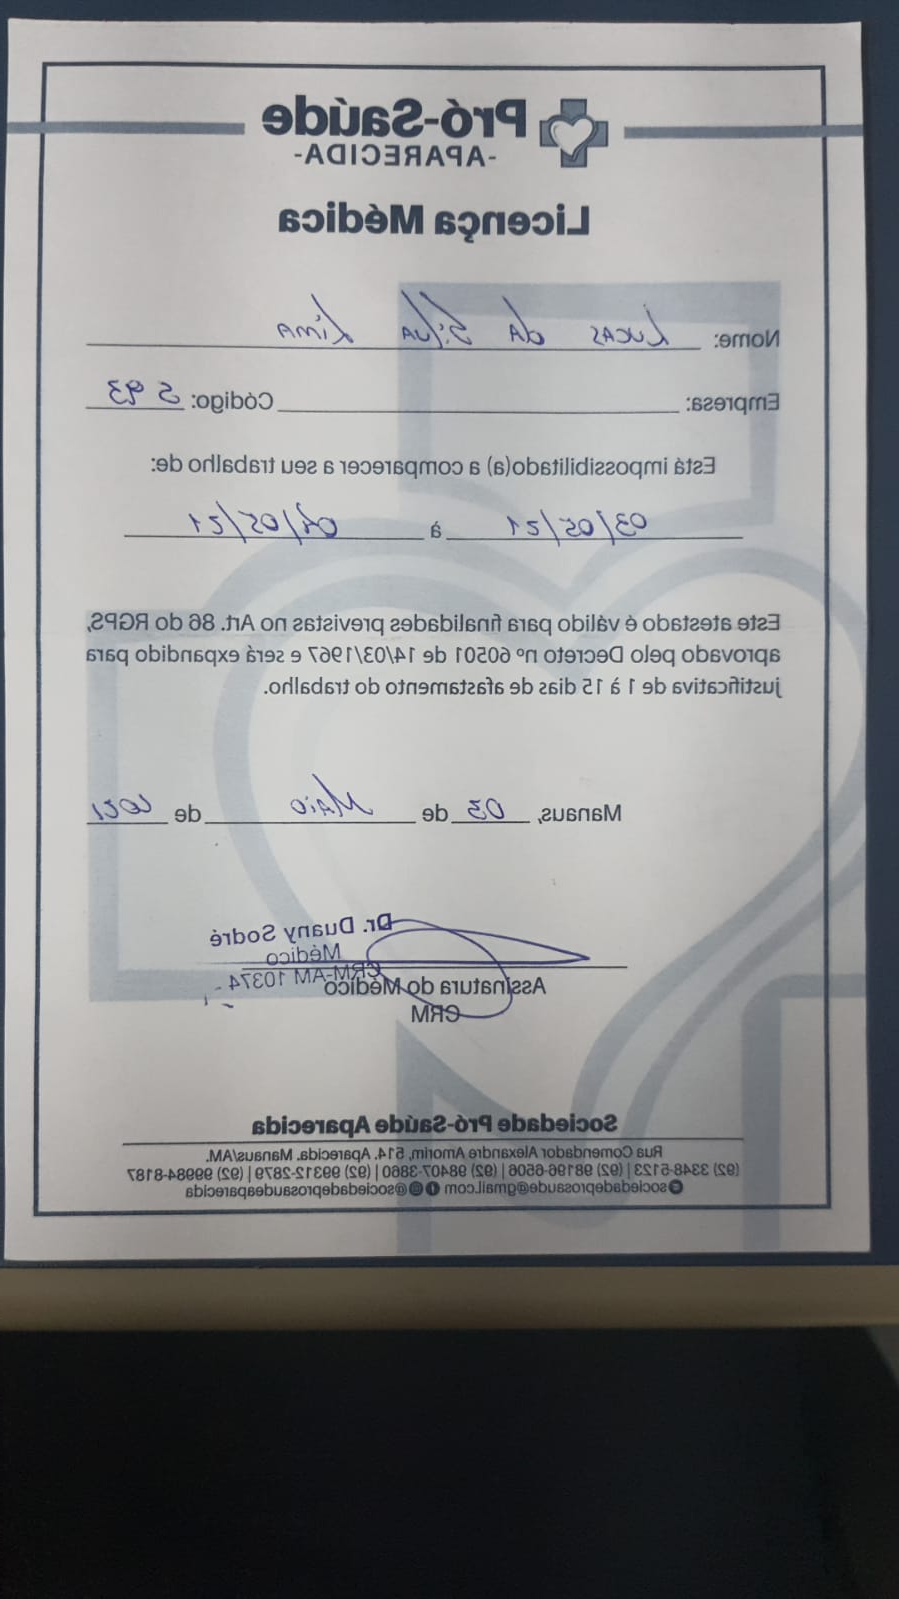 Pró-Saúde
-APARECIDA-
Licença Médica
Nome: Lucas da Silva Lima
Empresa: Código: S 93
Está impossibilitado(a) a comparecer a seu trabalho de:
03/05/21 à 04/05/21
Este atestado é válido para finalidades previstas no Art. 86 do RGPS,
aprovado pelo Decreto nº 60501 de 14/03/1967 e será expandido para
justificativa de 1 à 15 dias de afastamento do trabalho.
Manaus, 03 de Maio de 2021
Dr. Duany Sodré
Médico
CRM-AM 10374
Assinatura do Médico
CRM
Sociedade Pró-Saúde Aparecida
Rua Comendador Alexandre Amorim, 514. Aparecida. Manaus/AM.
(92) 3348-5123 | (92) 98196-6506 | (92) 98407-3860 | (92) 99312-2879 | (92) 99984-8187
sociedadeprosaude@gmail.com @sociedadeprosaudeaparecida